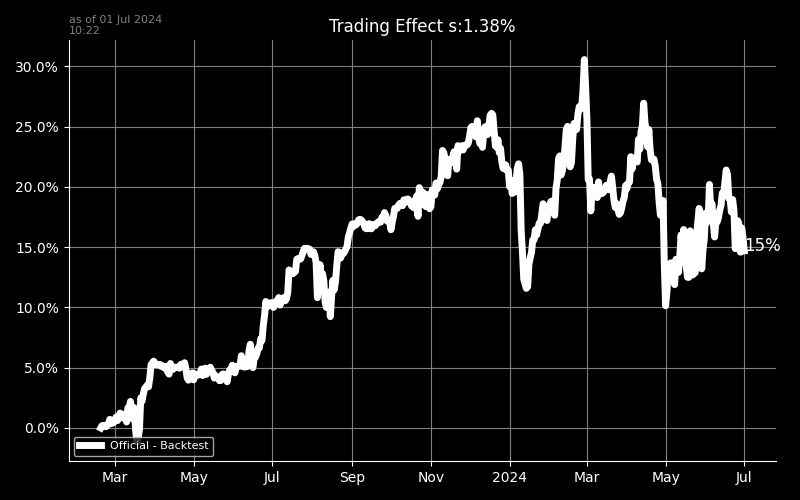 as of 01 Jul 2024
10:22
Trading Effect s:1.38%
30.0%
25.0%
20.0%
15.0%
10.0%
5.0%
0.0%
15%
Official - Backtest
Mar May Jul Sep Nov 2024 Mar May Jul